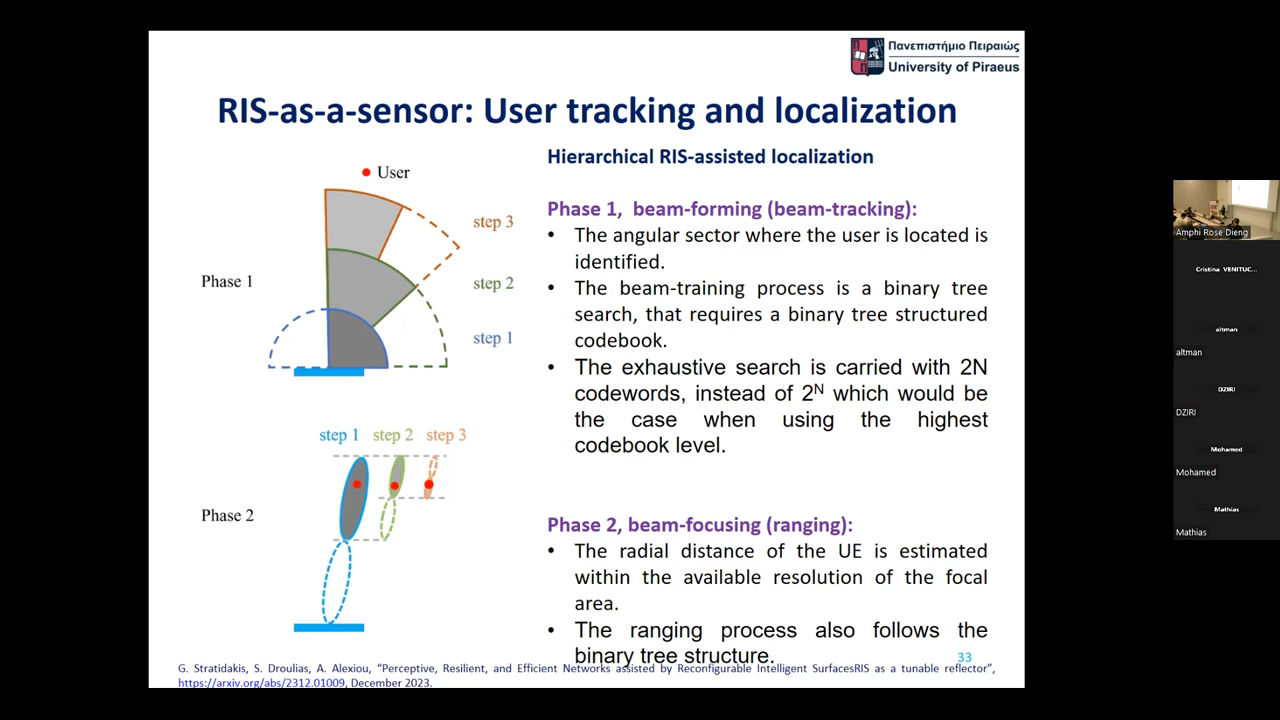 Πανεπιστήμιο Πειραιώς
University of Piraeus
RIS-as-a-sensor: User tracking and localization
User
step 3
step 2
step 1
Phase 1
step 1 step 2 step 3
Phase 2
Hierarchical RIS-assisted localization
Phase 1, beam-forming (beam-tracking):
• The angular sector where the user is located is
identified.
• The beam-training process is a binary tree
search, that requires a binary tree structured
codebook.
• The exhaustive search is carried with 2N
codewords, instead of 2ᴺ which would be
the case when using the highest
codebook level.
Phase 2, beam-focusing (ranging):
• The radial distance of the UE is estimated
within the available resolution of the focal
area.
• The ranging process also follows the
binary tree structure.
33
G. Stratidakis, S. Droulias, A. Alexiou, “Perceptive, Resilient, and Efficient Networks assisted by Reconfigurable Intelligent SurfacesRIS as a tunable reflector”,
https://arxiv.org/abs/2312.01009, December 2023.
Amphi Rose Dieng
Cristina VENITUC...
altman
altman
DZIRI
DZIRI
Mohamed
Mohamed
Mathias
Mathias